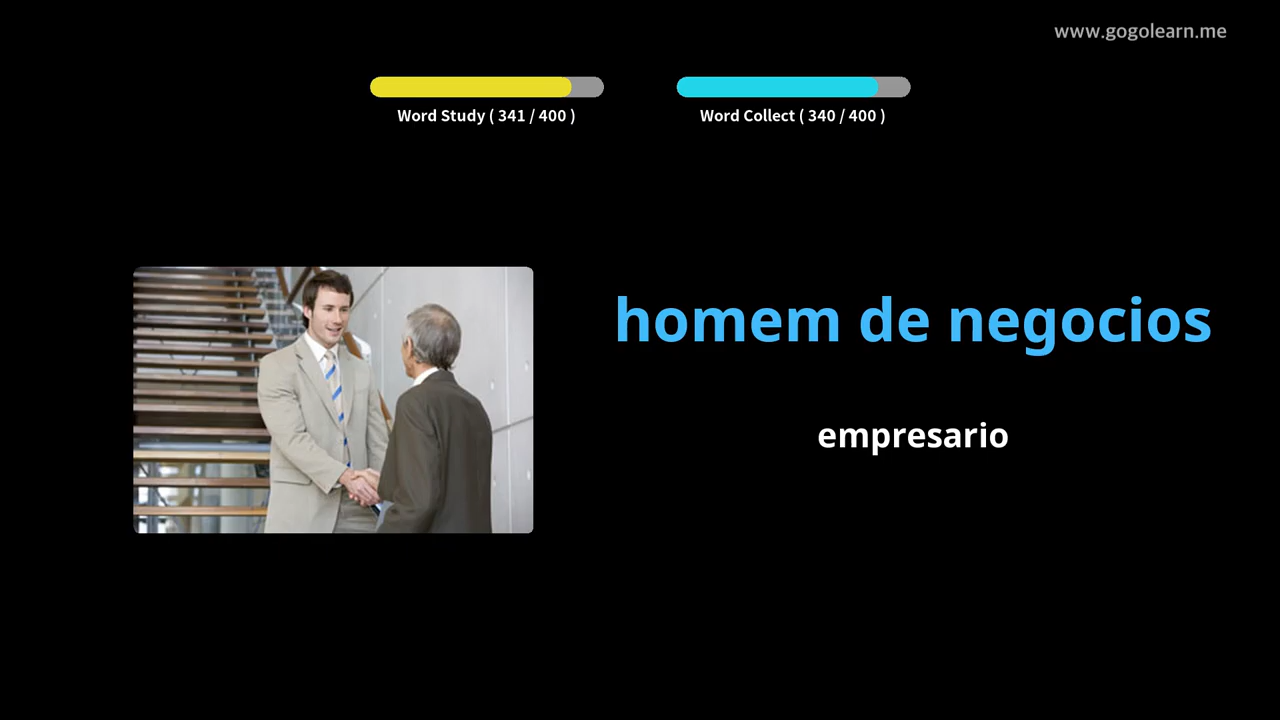 www.gogolearn.me
Word Study ( 341 / 400 )
Word Collect ( 340 / 400 )
homem de negocios
empresario